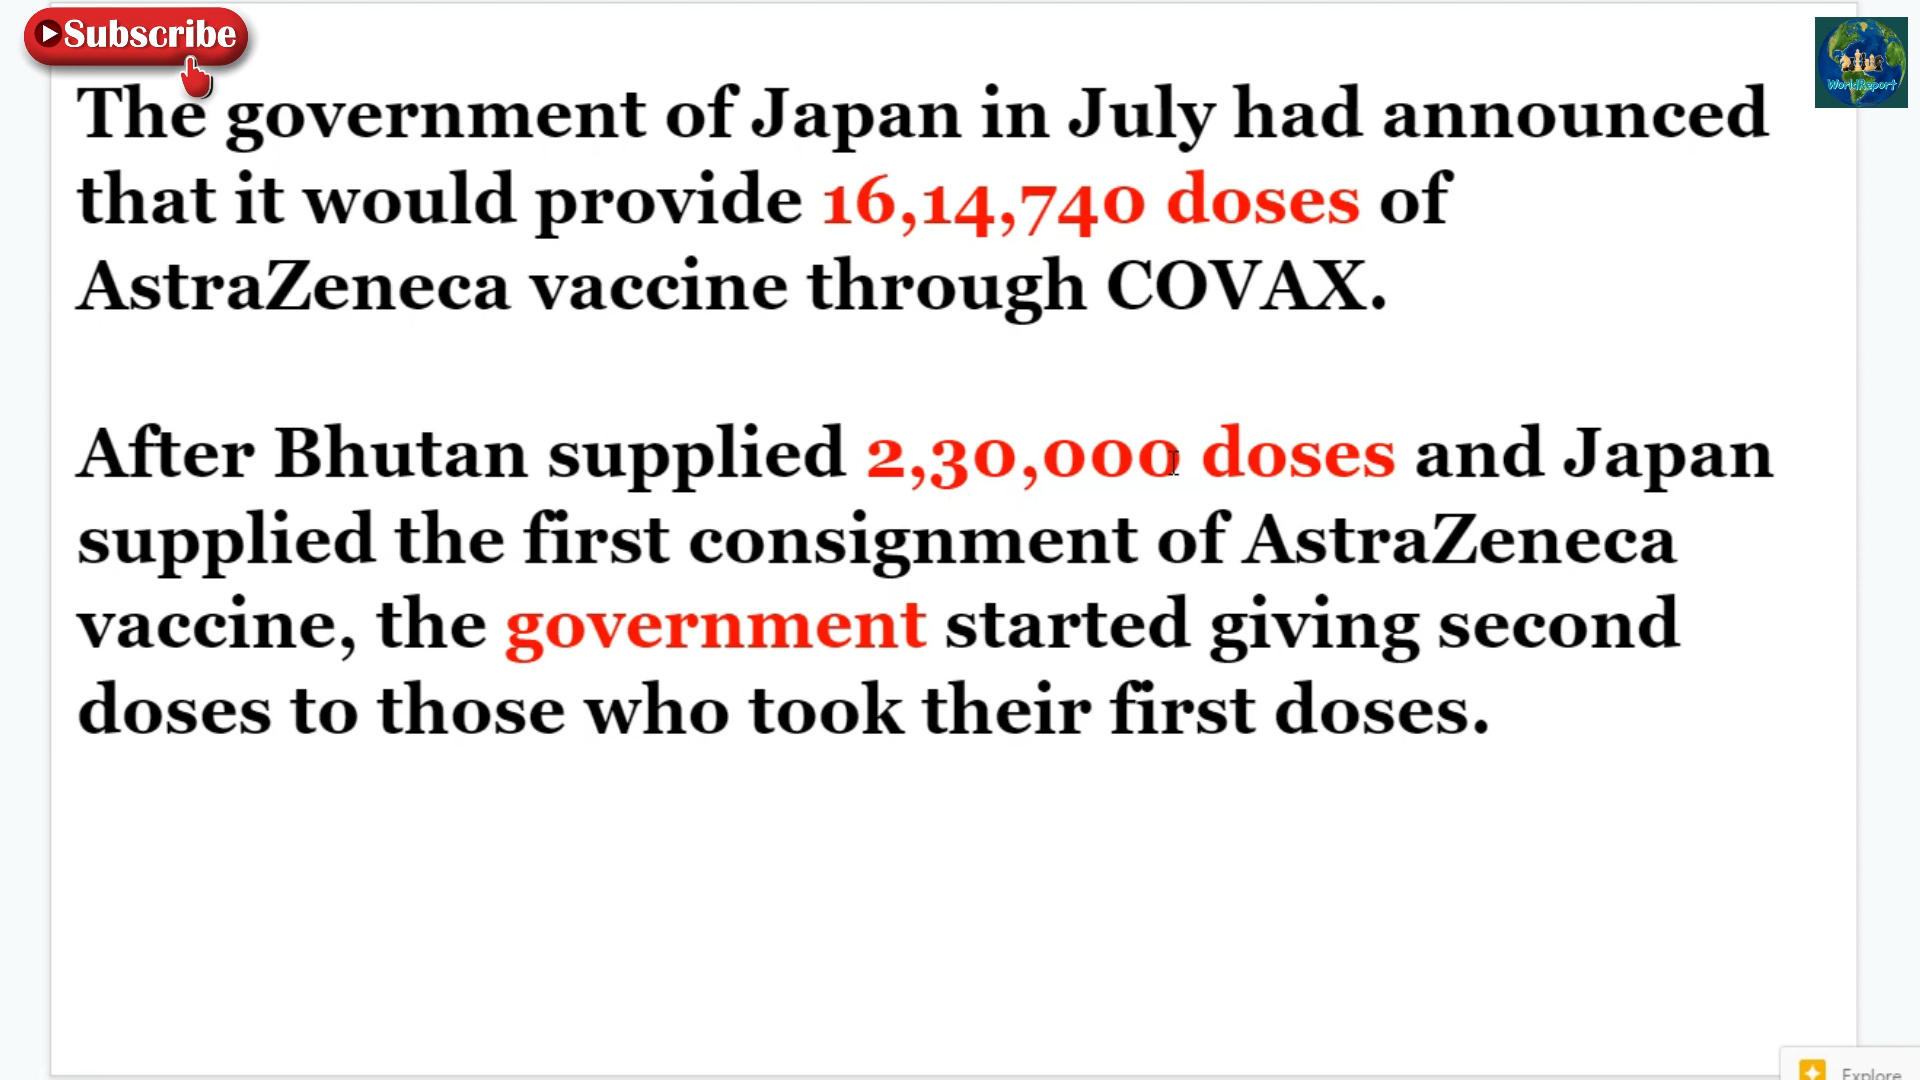 Subscribe
WorldReport
The government of Japan in July had announced
that it would provide 16,14,740 doses of
AstraZeneca vaccine through COVAX.
After Bhutan supplied 2,30,000 doses and Japan
supplied the first consignment of AstraZeneca
vaccine, the government started giving second
doses to those who took their first doses.
Explore